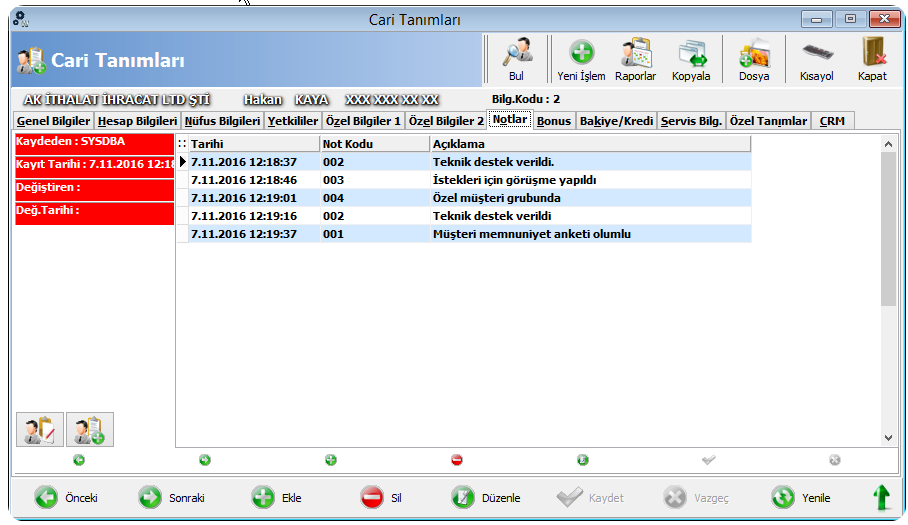 Cari Tanımları
Cari Tanımları
Bul
Yeni İşlem
Raporlar
Kopyala
Dosya
Kısayol
Kapat
AK İTHALAT İHRACAT LTD ŞTİ Hakan KAYA XXX XXX XX XX Bilg.Kodu : 2
Genel Bilgiler Hesap Bilgileri Nüfus Bilgileri Yetkililer Özel Bilgiler 1 Özel Bilgiler 2 Notlar Bonus Bakiye/Kredi Servis Bilg. Özel Tanımlar CRM
Kaydeden : SYSDBA
Kayıt Tarihi : 7.11.2016 12:18
Değiştiren :
Değ.Tarihi :
Tarihi Not Kodu Açıklama
7.11.2016 12:18:37 002 Teknik destek verildi.
7.11.2016 12:18:46 003 İstekleri için görüşme yapıldı
7.11.2016 12:19:01 004 Özel müşteri grubunda
7.11.2016 12:19:16 002 Teknik destek verildi
7.11.2016 12:19:37 001 Müşteri memnuniyet anketi olumlu
Önceki Sonraki Ekle Sil Düzenle Kaydet Vazgeç Yenile